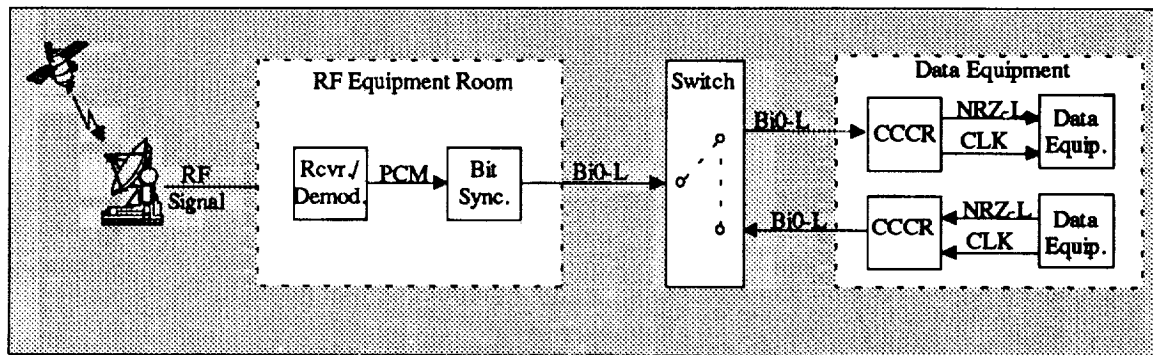 RF Equipment Room
Switch
Data Equipment
RF
Signal
Rcvr./
Demod.
PCM
Bit
Sync.
Bi0-L
Bi0-L
CCCR
NRZ-L
CLK
Data
Equip.
Bi0-L
CCCR
NRZ-L
CLK
Data
Equip.